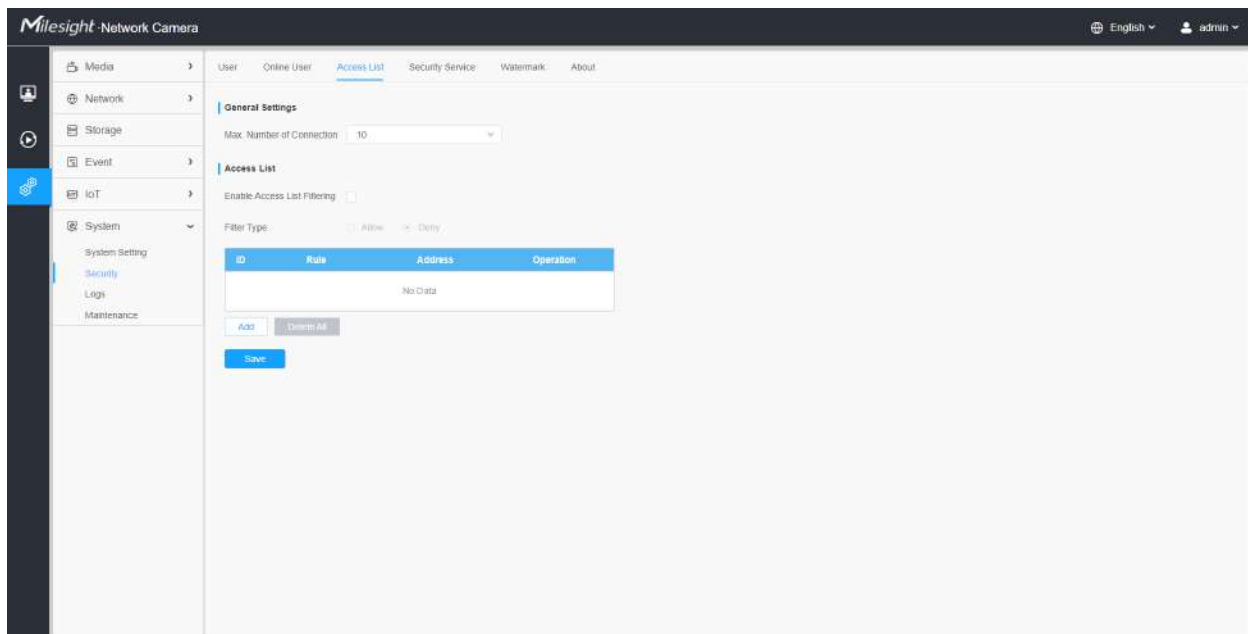 Milesight Network Camera
English
admin
Media
Network
Storage
Event
IoT
System
System Setting
Security
Logs
Maintenance
User Online User Access List Security Service Watermark About
General Settings
Max. Number of Connection 10
Access List
Enable Access List Filtering
Filter Type Allow Deny
ID Rule Address Operation
No Data
Add Delete All
Save